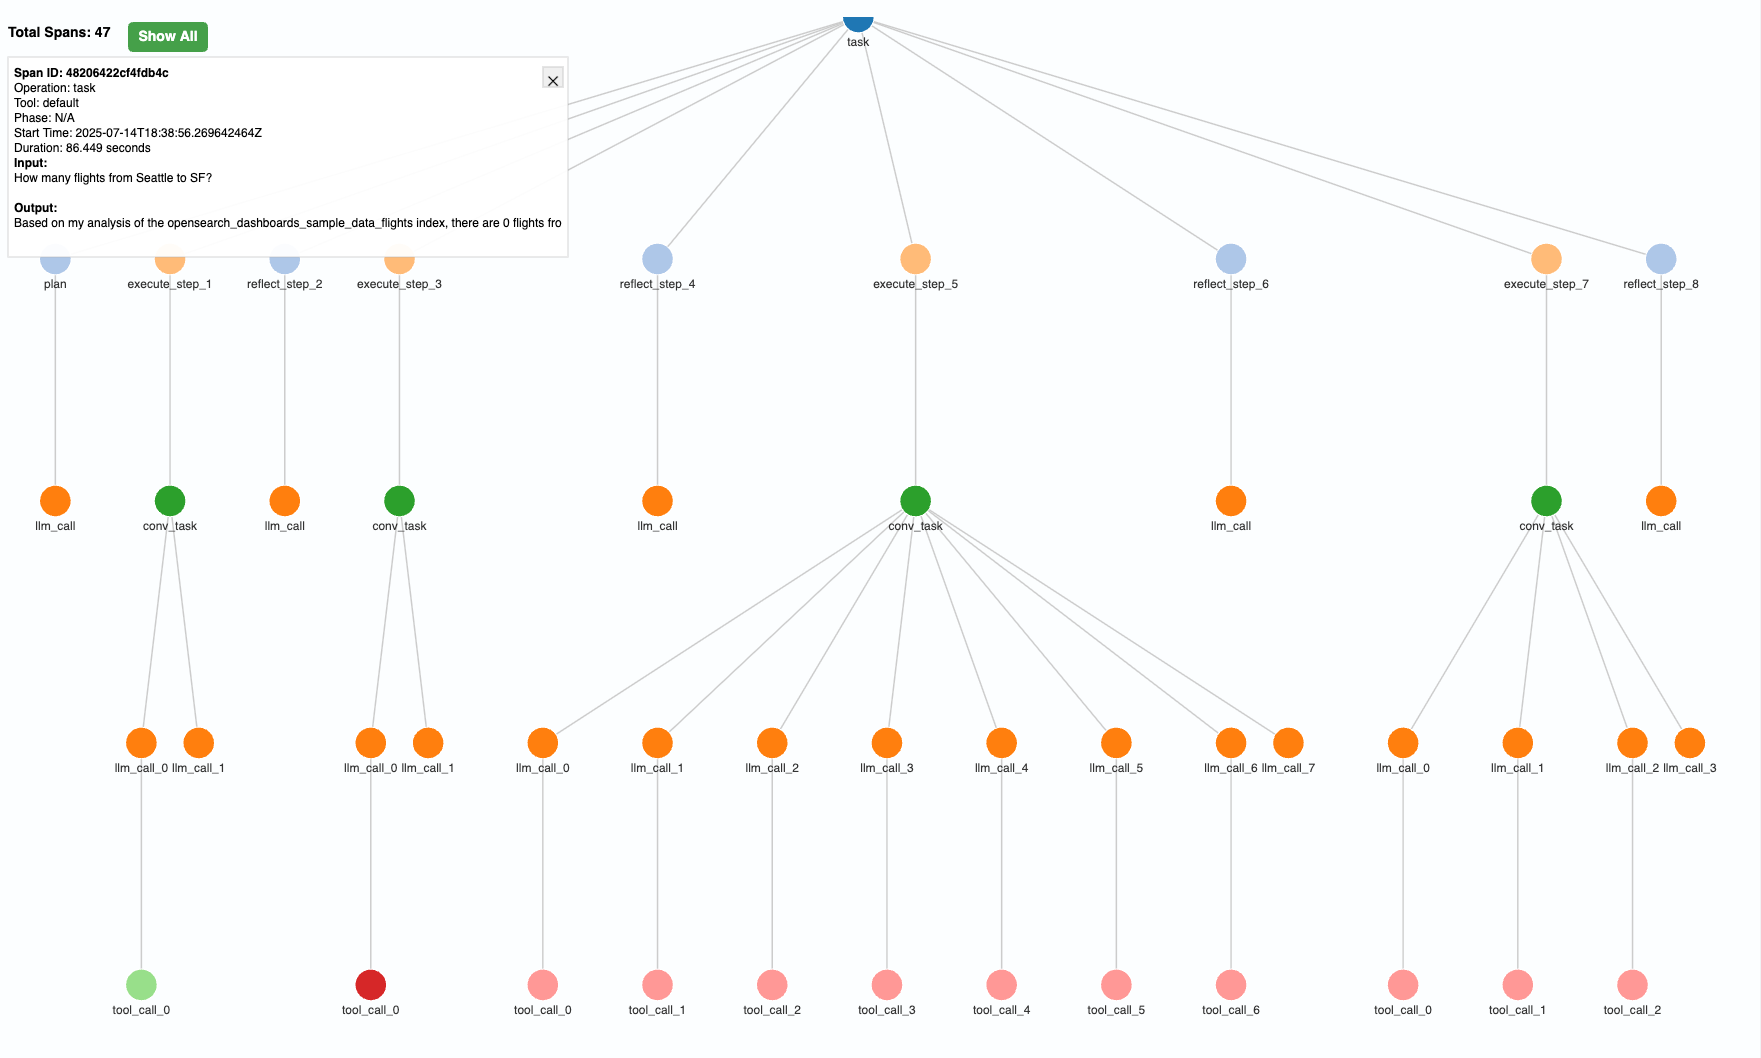 Total Spans: 47
Show All
task
Span ID: 48206422cf4fdb4c
Operation: task
Tool: default
Phase: N/A
Start Time: 2025-07-14T18:38:56.269642464Z
Duration: 86.449 seconds
Input:
How many flights from Seattle to SF?
Output:
Based on my analysis of the opensearch_dashboards_sample_data_flights index, there are 0 flights fro
plan
execute_step_1
reflect_step_2
execute_step_3
reflect_step_4
execute_step_5
reflect_step_6
execute_step_7
reflect_step_8
llm_call
conv_task
llm_call
conv_task
llm_call
conv_task
llm_call
conv_task
llm_call
llm_call_0
llm_call_1
llm_call_0
llm_call_1
llm_call_0
llm_call_1
llm_call_2
llm_call_3
llm_call_4
llm_call_5
llm_call_6
llm_call_7
llm_call_0
llm_call_1
llm_call_2
llm_call_3
tool_call_0
tool_call_0
tool_call_0
tool_call_1
tool_call_2
tool_call_3
tool_call_4
tool_call_5
tool_call_6
tool_call_0
tool_call_1
tool_call_2